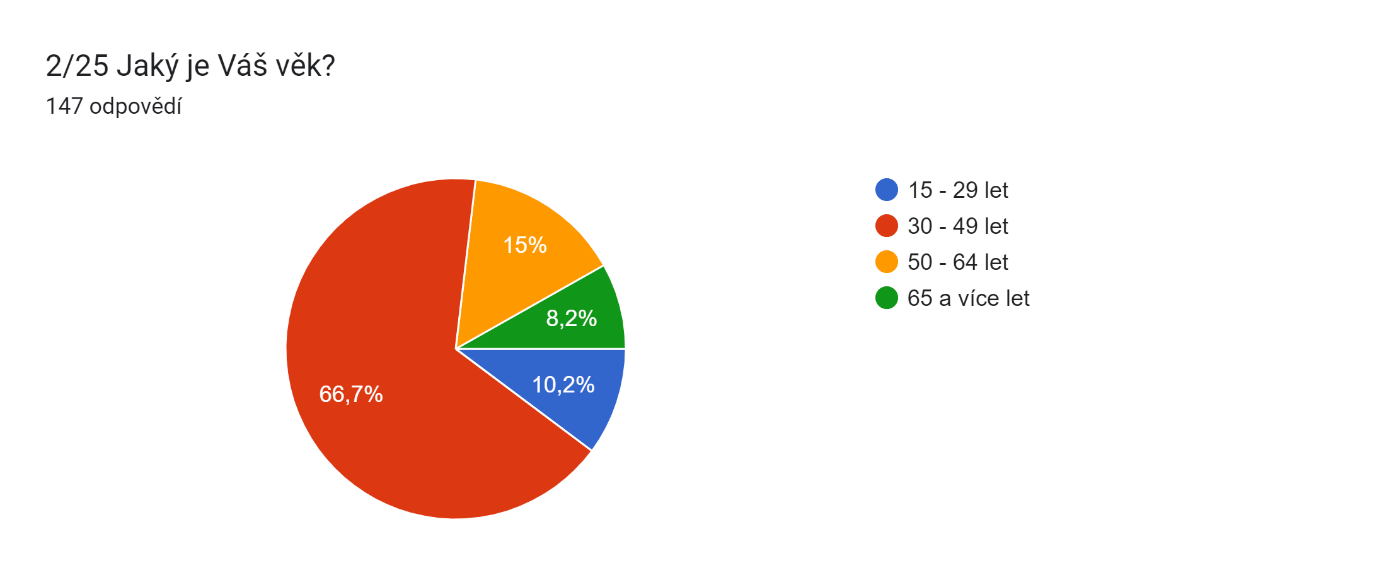 2/25 Jaký je Váš věk?
147 odpovědí
15 - 29 let
30 - 49 let
50 - 64 let
65 a více let
15%
8,2%
10,2%
66,7%